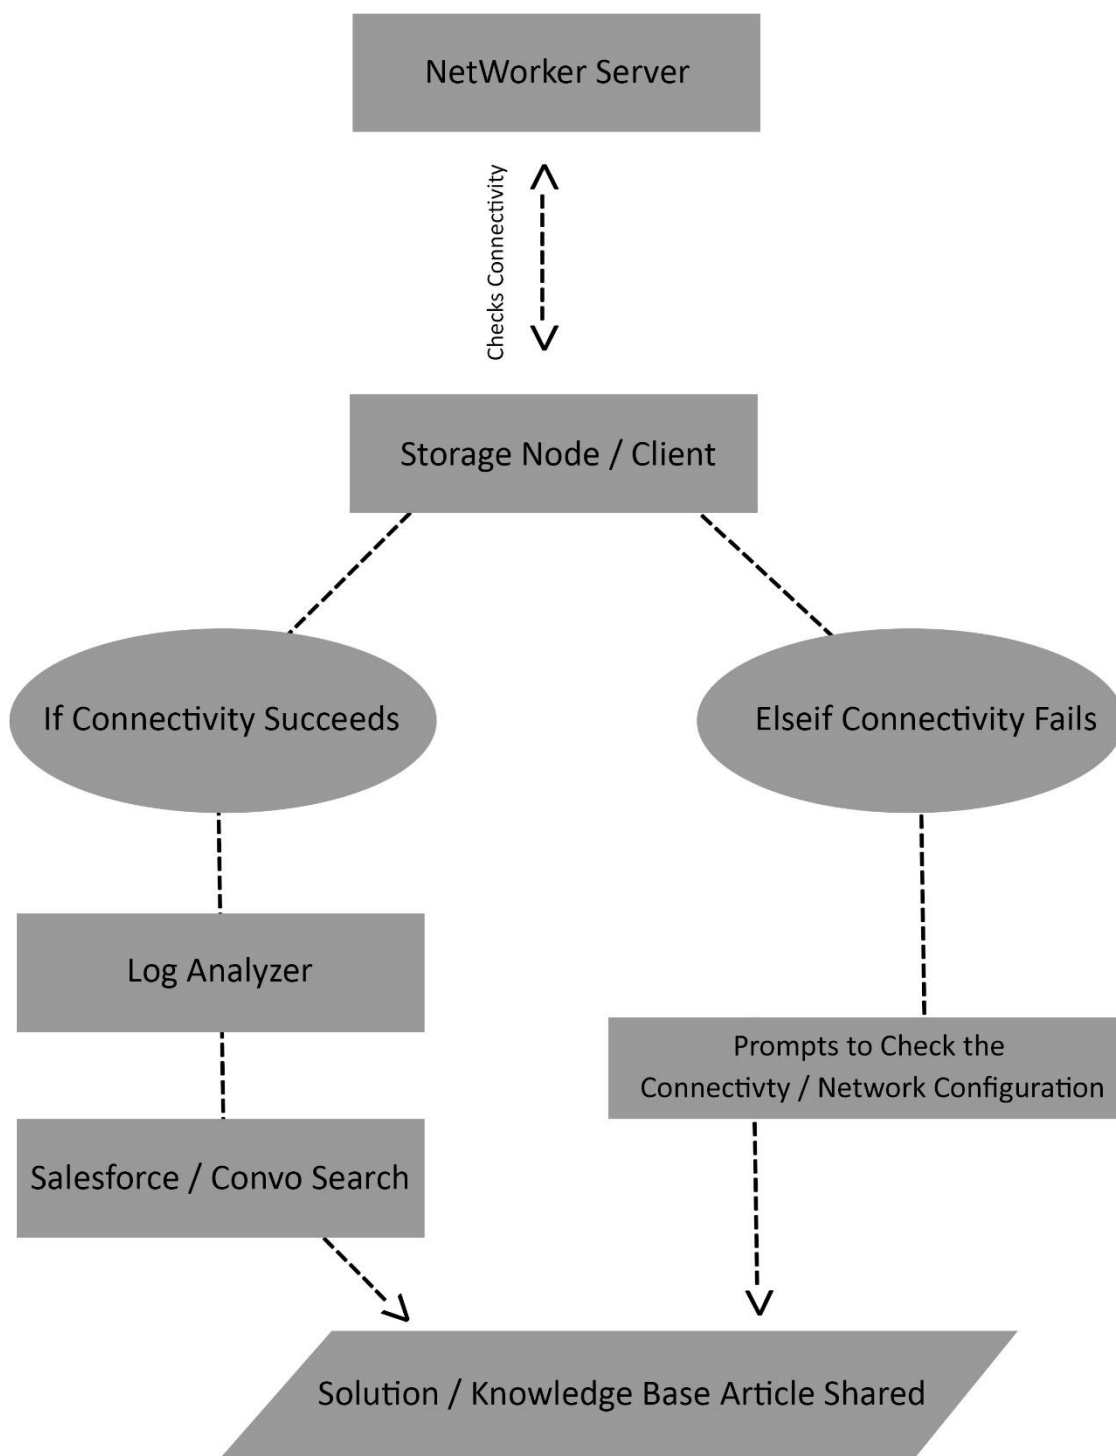 NetWorker Server
Checks Connectivity
Storage Node / Client
If Connectivity Succeeds
Elseif Connectivity Fails
Log Analyzer
Prompts to Check the
Connectivty / Network Configuration
Salesforce / Convo Search
Solution / Knowledge Base Article Shared